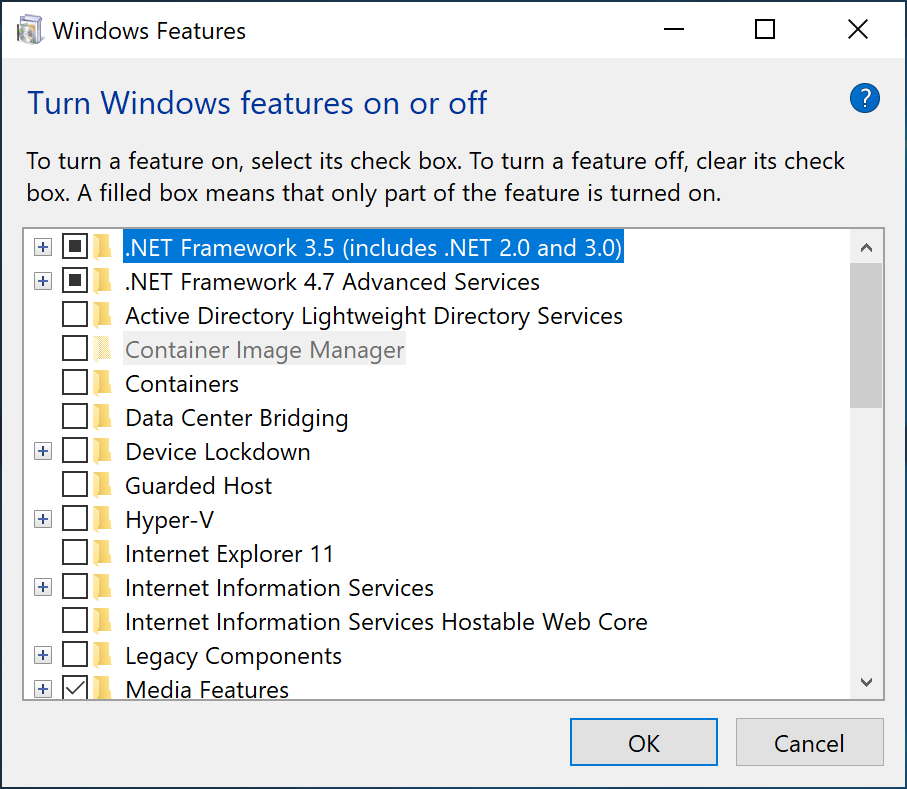 Windows Features
Turn Windows features on or off
?
To turn a feature on, select its check box. To turn a feature off, clear its check
box. A filled box means that only part of the feature is turned on.
.NET Framework 3.5 (includes .NET 2.0 and 3.0)
.NET Framework 4.7 Advanced Services
Active Directory Lightweight Directory Services
Container Image Manager
Containers
Data Center Bridging
Device Lockdown
Guarded Host
Hyper-V
Internet Explorer 11
Internet Information Services
Internet Information Services Hostable Web Core
Legacy Components
Media Features
OK
Cancel